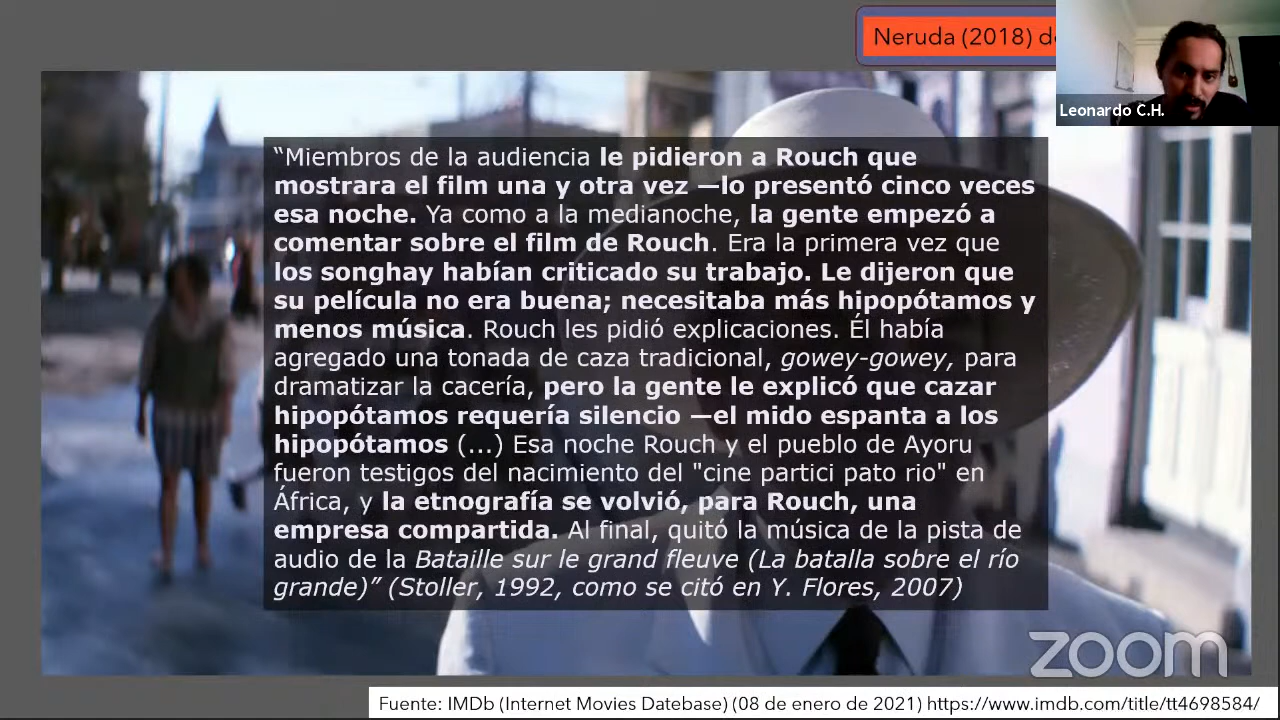 Neruda (2018) de
Leonardo C.H.
“Miembros de la audiencia le pidieron a Rouch que
mostrara el film una y otra vez —lo presentó cinco veces
esa noche. Ya como a la medianoche, la gente empezó a
comentar sobre el film de Rouch. Era la primera vez que
los songhay habían criticado su trabajo. Le dijeron que
su película no era buena; necesitaba más hipopótamos y
menos música. Rouch les pidió explicaciones. Él había
agregado una tonada de caza tradicional, gowey-gowey, para
dramatizar la cacería, pero la gente le explicó que cazar
hipopótamos requería silencio —el mido espanta a los
hipopótamos (...) Esa noche Rouch y el pueblo de Ayoru
fueron testigos del nacimiento del "cine partici pato rio" en
África, y la etnografía se volvió, para Rouch, una
empresa compartida. Al final, quitó la música de la pista de
audio de la Bataille sur le grand fleuve (La batalla sobre el río
grande)” (Stoller, 1992, como se citó en Y. Flores, 2007)
zoom
Fuente: IMDb (Internet Movies Datebase) (08 de enero de 2021) https://www.imdb.com/title/tt4698584/